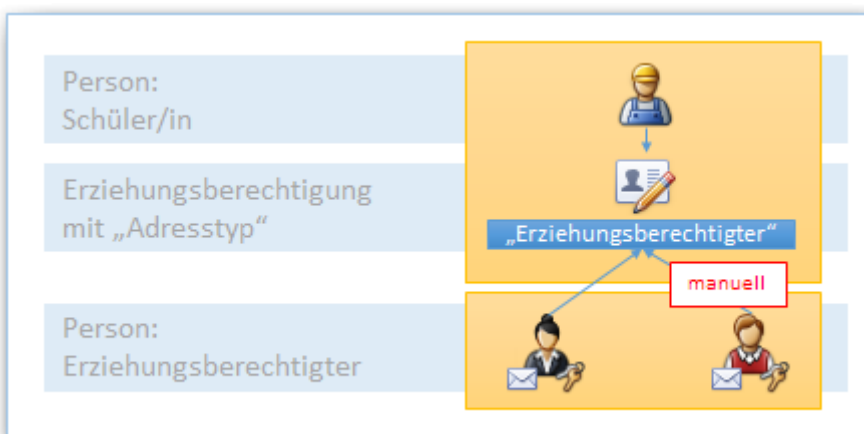 Person:
Schüler/in
Erziehungsberechtigung
mit „Adresstyp“
„Erziehungsberechtigter“
manuell
Person:
Erziehungsberechtigter